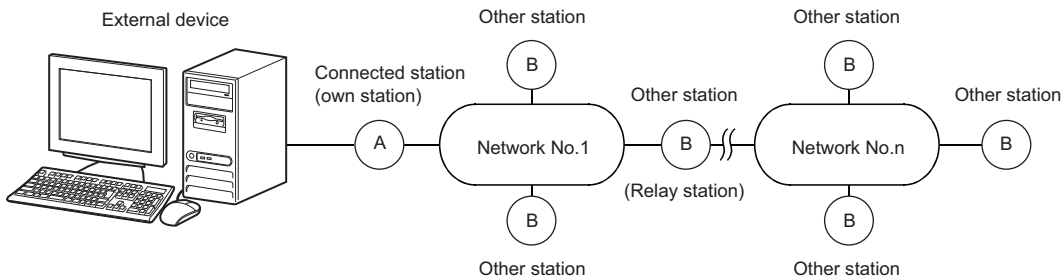 External device
Other station
Other station
B
B
Connected station
(own station)
Other station
Other station
A
Network No.1
B
Network No.n
B
(Relay station)
B
B
Other station
Other station